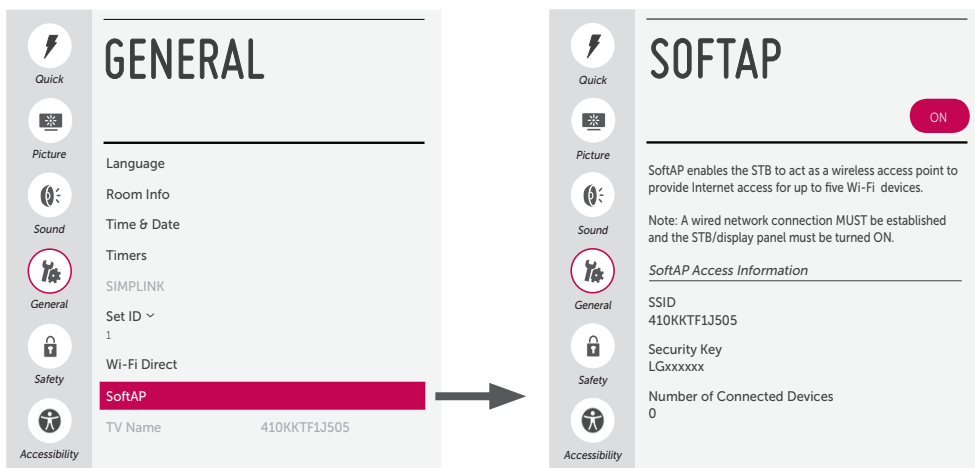 GENERAL
Quick
Picture
Sound
General
Safety
Accessibility
Language
Room Info
Time & Date
Timers
SIMPLINK
Set ID
1
Wi-Fi Direct
SoftAP
TV Name 410KKTF1J505
SOFTAP
ON
Quick
Picture
Sound
General
Safety
Accessibility
SoftAP enables the STB to act as a wireless access point to
provide Internet access for up to five Wi-Fi devices.
Note: A wired network connection MUST be established
and the STB/display panel must be turned ON.
SoftAP Access Information
SSID
410KKTF1J505
Security Key
LGxxxxxx
Number of Connected Devices
0